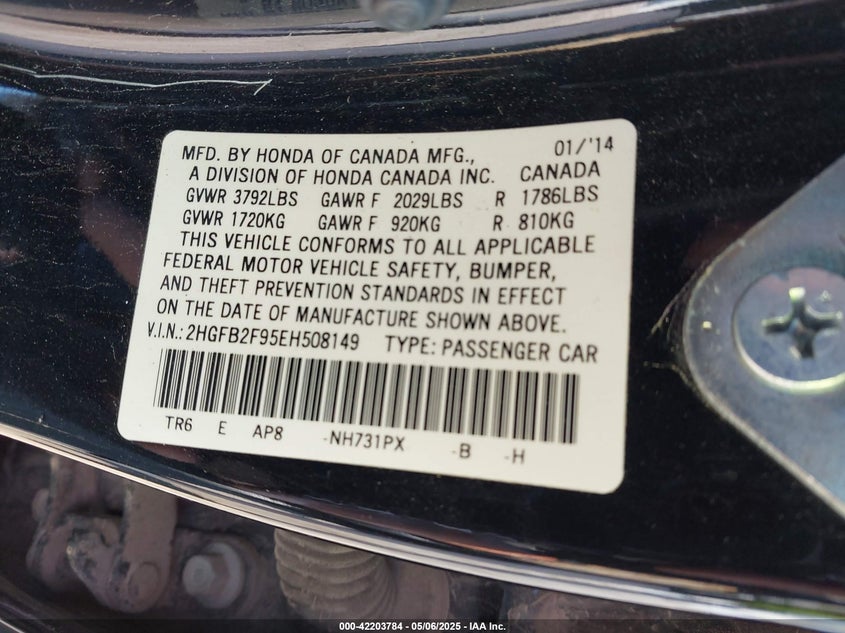 MFD. BY HONDA OF CANADA MFG., 01/'14
A DIVISION OF HONDA CANADA INC. CANADA
GVWR 3792LBS GAWR F 2029LBS R 1786LBS
GVWR 1720KG GAWR F 920KG R 810KG
THIS VEHICLE CONFORMS TO ALL APPLICABLE
FEDERAL MOTOR VEHICLE SAFETY, BUMPER,
AND THEFT PREVENTION STANDARDS IN EFFECT
ON THE DATE OF MANUFACTURE SHOWN ABOVE.
V.I.N.: 2HGFB2F95EH508149 TYPE: PASSENGER CAR
TR6 E AP8 -NH731PX -B -H
000-42203784 - 05/06/2025 - IAA Inc.